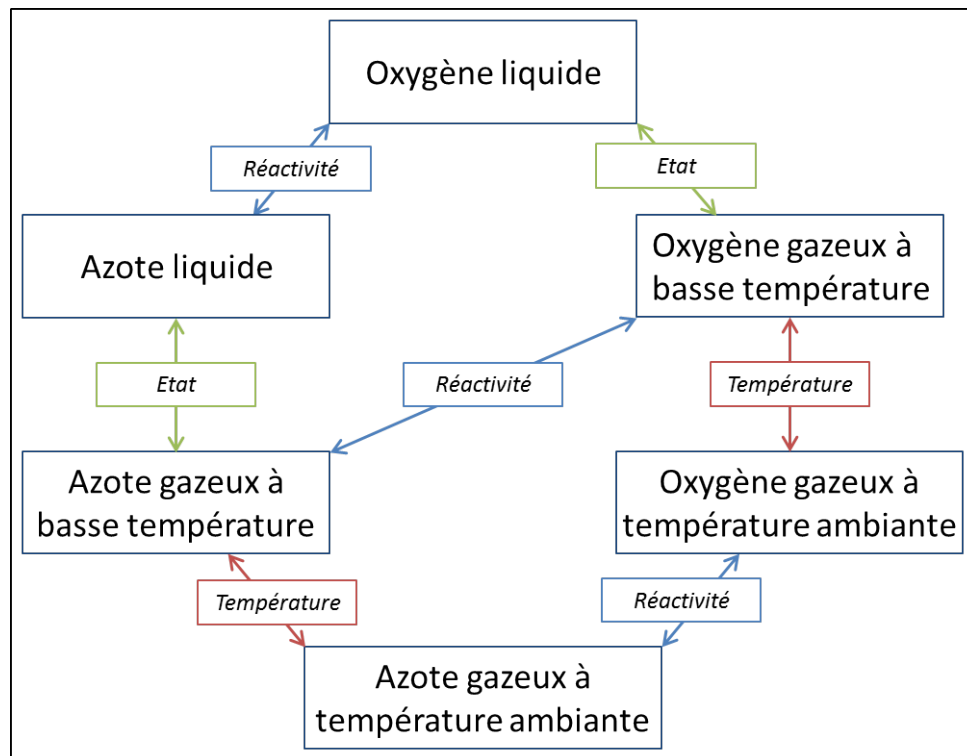 Oxygène liquide
Réactivité
Etat
Azote liquide
Oxygène gazeux à
basse température
Etat
Réactivité
Température
Azote gazeux à
basse température
Oxygène gazeux à
température ambiante
Température
Réactivité
Azote gazeux à
température ambiante